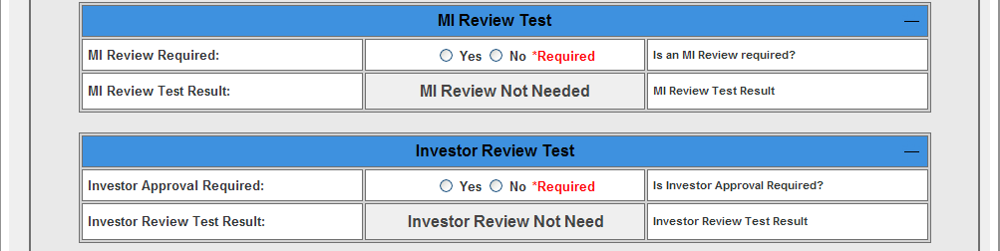 MI Review Test —
MI Review Required: Yes No *Required Is an MI Review required?
MI Review Test Result: MI Review Not Needed MI Review Test Result
Investor Review Test —
Investor Approval Required: Yes No *Required Is Investor Approval Required?
Investor Review Test Result: Investor Review Not Need Investor Review Test Result